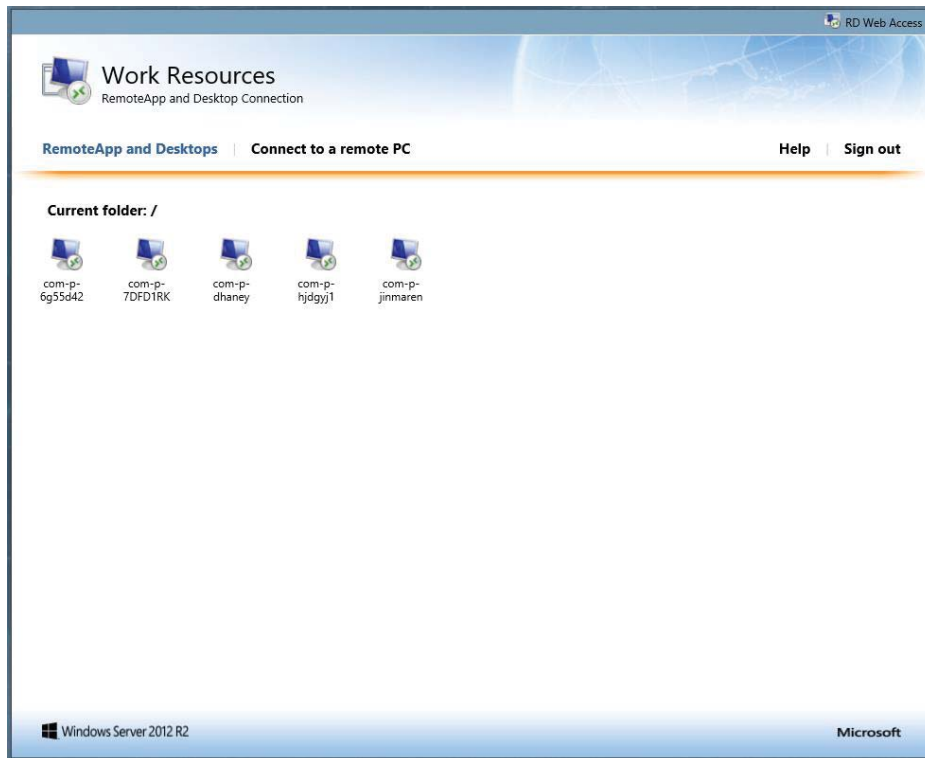 RD Web Access
Work Resources
RemoteApp and Desktop Connection
RemoteApp and Desktops | Connect to a remote PC Help | Sign out
Current folder: /
com-p- com-p- com-p- com-p- com-p-
6g55d42 7DFD1RK dhaney hjdgyj1 jinmaren
Windows Server 2012 R2 Microsoft